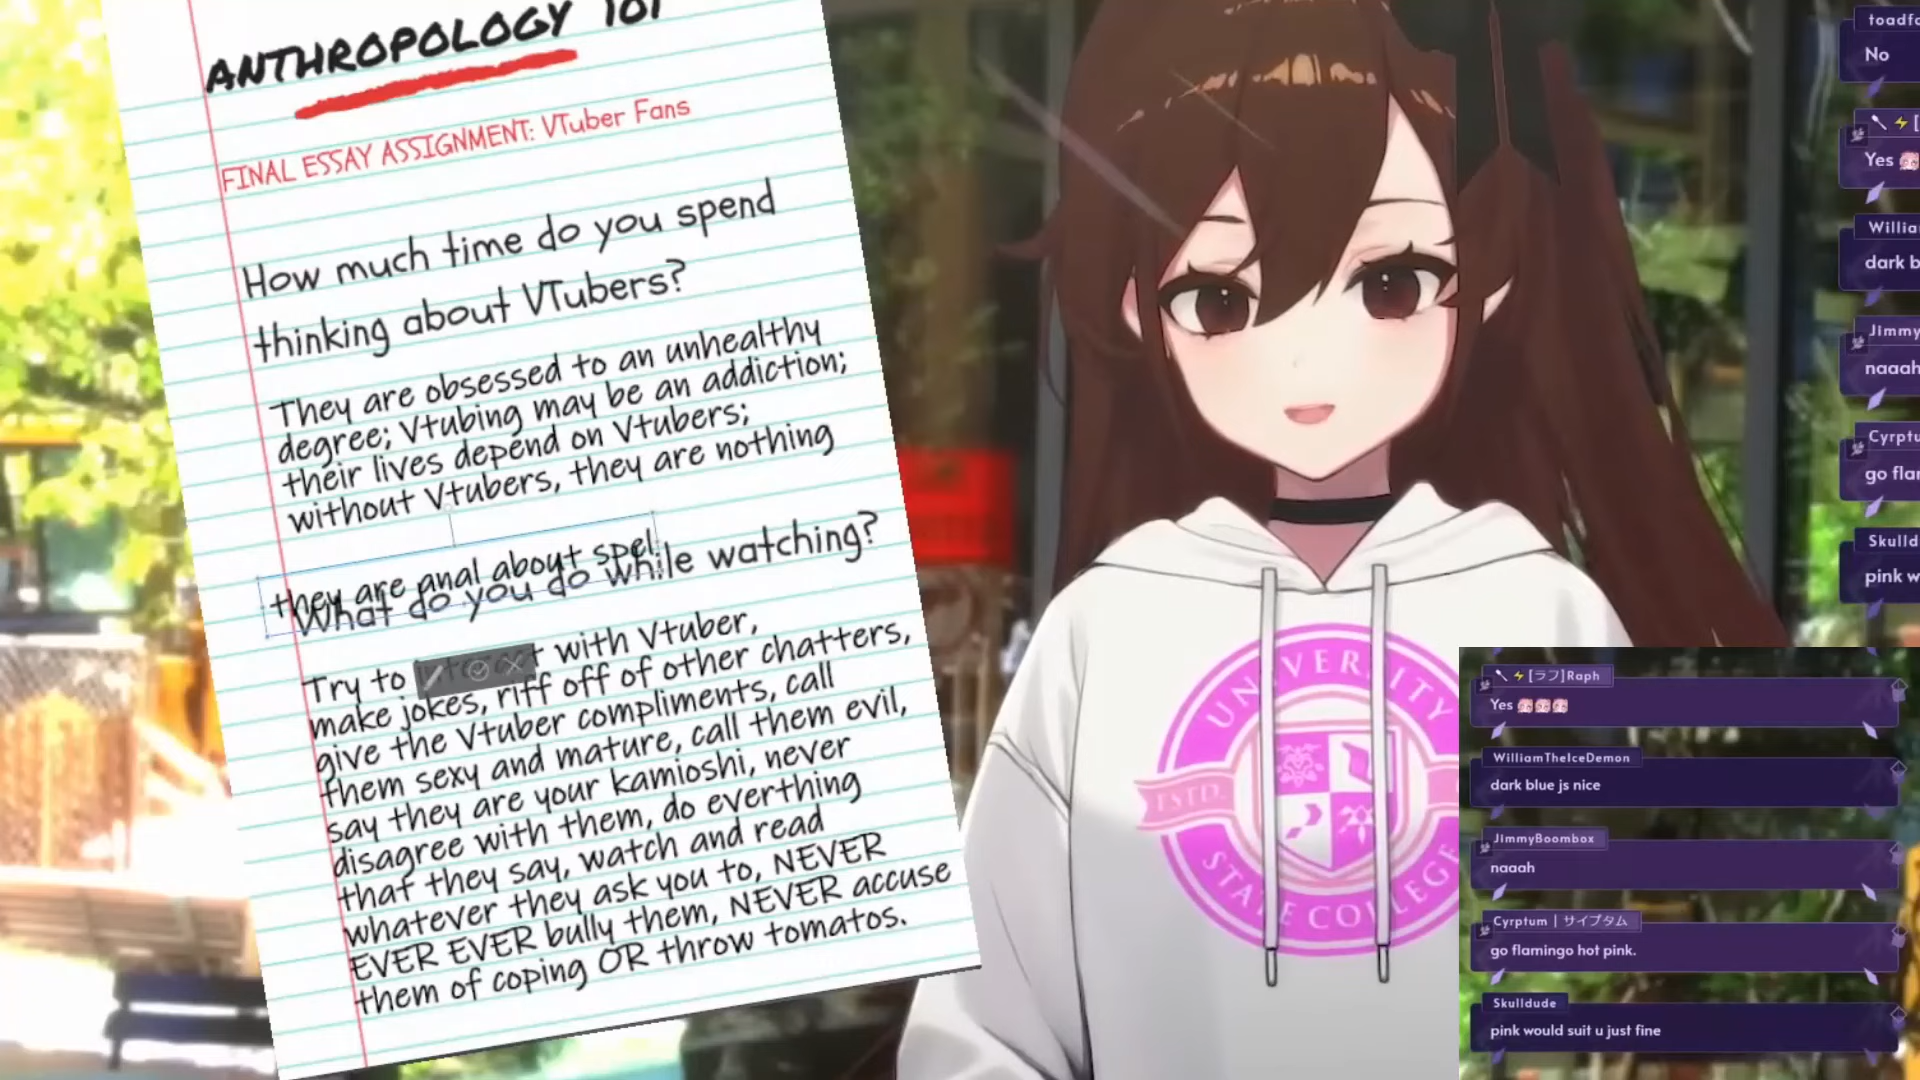 ANTHROPOLOGY 101
FINAL ESSAY ASSIGNMENT: VTuber Fans
How much time do you spend
thinking about VTubers?
They are obsessed to an unhealthy
degree; Vtubing may be an addiction;
their lives depend on Vtubers;
without Vtubers, they are nothing
they are anal about spel
What do you do while watching?
Try to interact with Vtuber,
make jokes, riff off of other chatters,
give the Vtuber compliments, call
them sexy and mature, call them evil,
say they are your kamioshi, never
disagree with them, do everthing
that they say, watch and read
whatever they ask you to, NEVER
EVER EVER bully them, NEVER accuse
them of coping OR throw tomatos.
UNIVERSITY
ESTD.
STATE COLLEGE
toadfo
No
[
Yes
Willia
dark b
Jimmy
naaah
Cyrptu
go flar
Skulld
pink w
[ラフ]Raph
Yes
WilliamTheIceDemon
dark blue js nice
JimmyBoombox
naaah
Cyrptum | サイプタム
go flamingo hot pink.
Skulldude
pink would suit u just fine